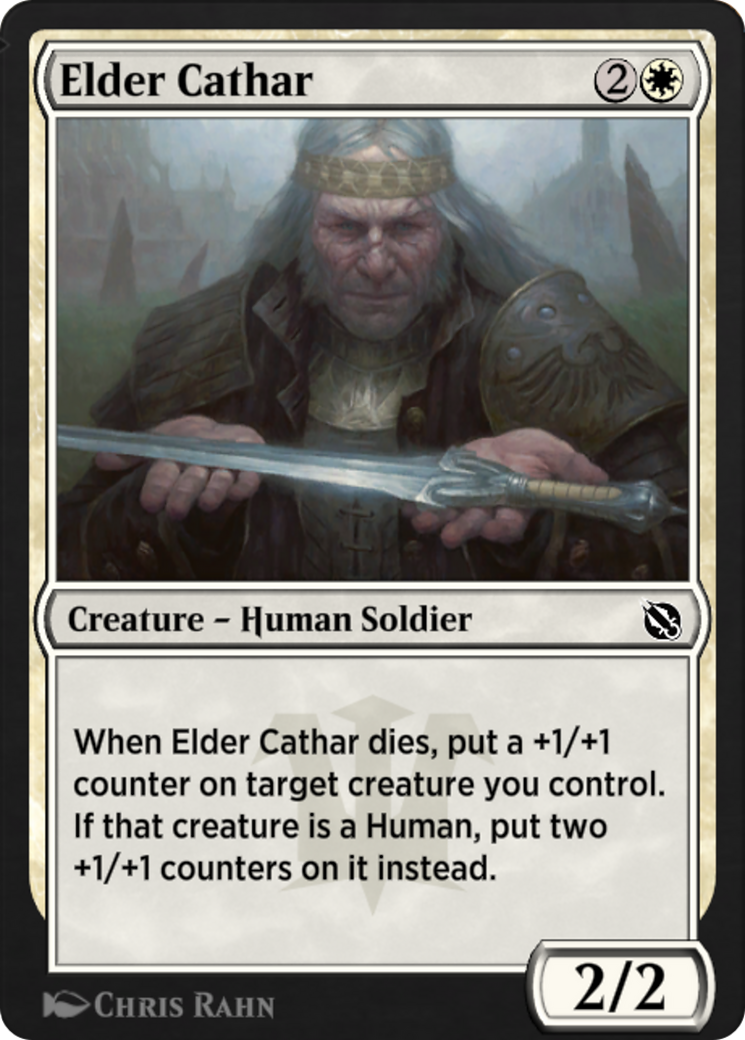 Elder Cathar 2
Creature – Human Soldier
When Elder Cathar dies, put a +1/+1
counter on target creature you control.
If that creature is a Human, put two
+1/+1 counters on it instead.
Chris Rahn
2/2